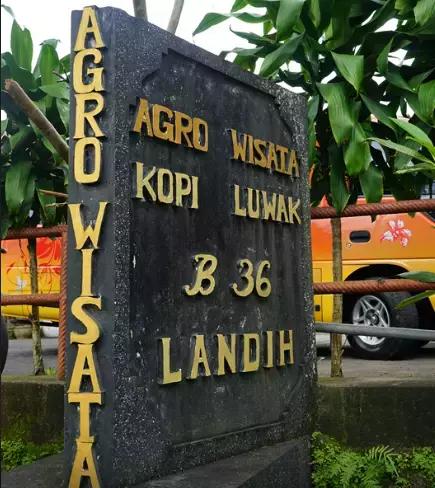 AGRO WISATA
AGRO WISATA
KOPI LUWAK
B 36
LANDIH